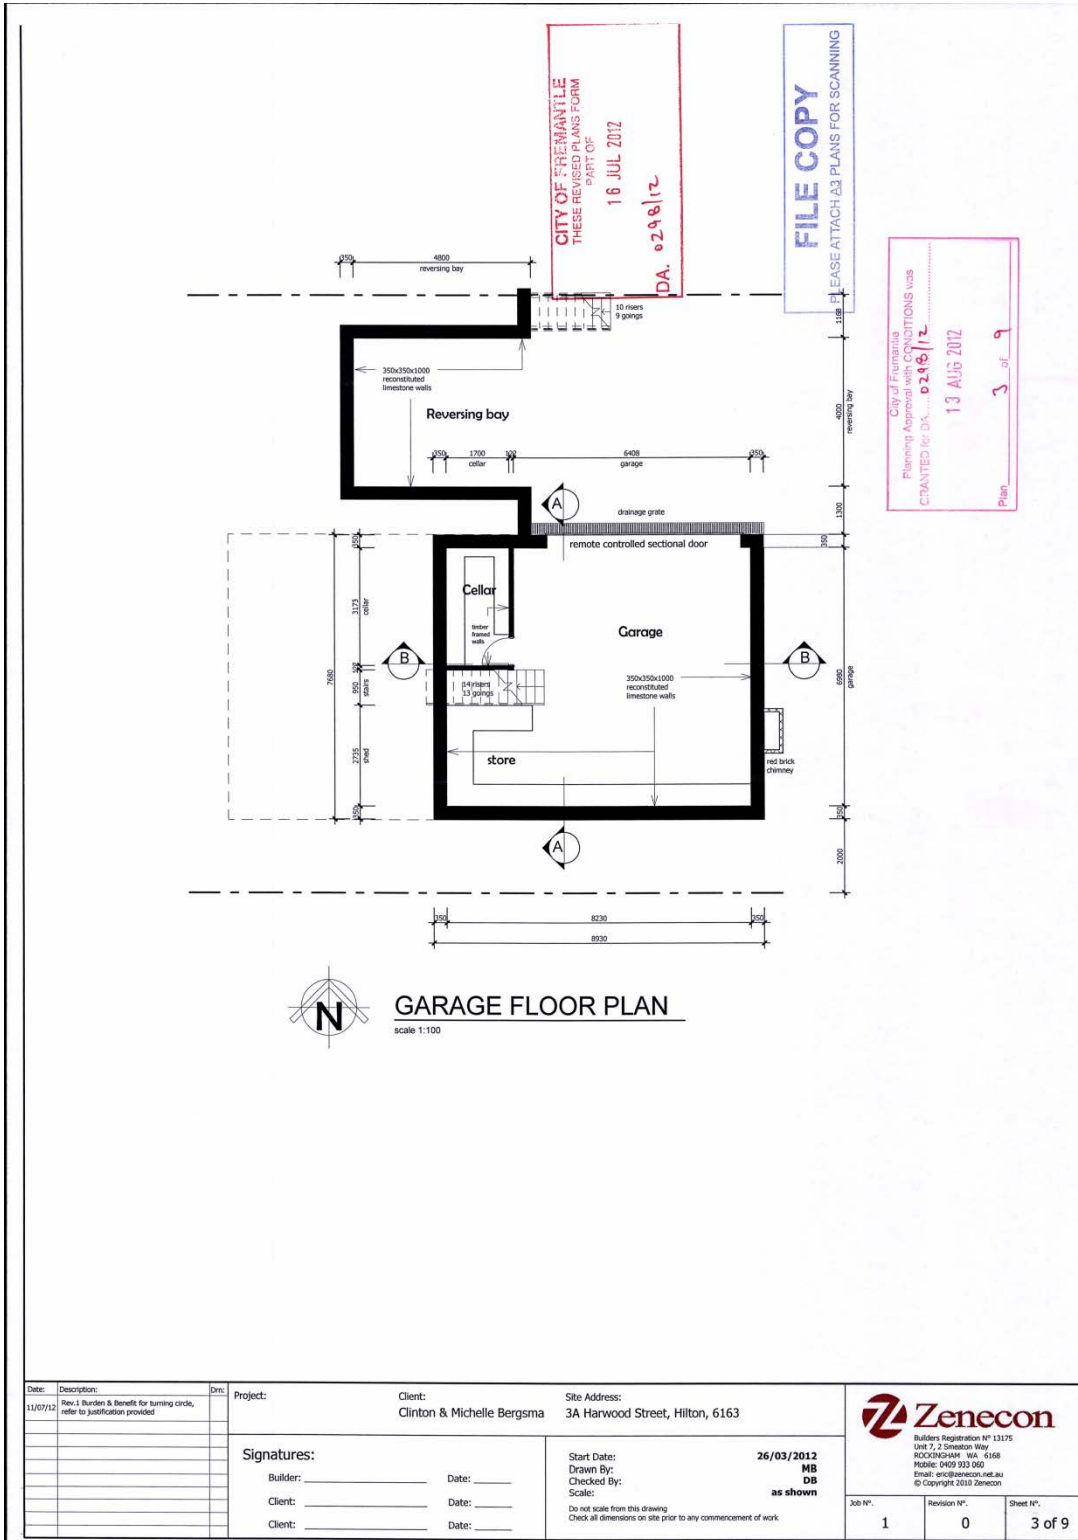 CITY OF FREMANTLE
THESE REVISED PLANS FORM
PART OF
16 JUL 2012
DA. 0298/12
FILE COPY
PLEASE ATTACH A3 PLANS FOR SCANNING
City of Fremantle
Planning Approval with CONDITIONS was
GRANTED for DA 0298/12
13 AUG 2012
Plan 3 of 9
350
4800
reversing bay
10 risers
9 goings
350x350x1000
reconstituted
limestone walls
Reversing bay
4000
reversing bay
350
1700
cellar
6408
garage
350
A
drainage grate
1300
remote controlled sectional door
350
350
Cellar
3173
cellar
timber
framed
walls
Garage
B
B
7680
950
stairs
14 risers
13 goings
350x350x1000
reconstituted
limestone walls
6980
garage
2735
shed
store
red brick
chimney
350
350
A
2000
350
8230
350
8930
N
GARAGE FLOOR PLAN
scale 1:100
Date:
Description:
Drn:
11/07/12
Rev.1 Burden & Benefit for turning circle,
refer to justification provided
Project:
Client:
Clinton & Michelle Bergsma
Site Address:
3A Harwood Street, Hilton, 6163
Signatures:
Builder: Date:
Client: Date:
Client: Date:
Start Date: 26/03/2012
Drawn By: MB
Checked By: DB
Scale: as shown
Do not scale from this drawing
Check all dimensions on site prior to any commencement of work
Zenecon
Builders Registration Nº 13175
Unit 7, 2 Smeaton Way
ROCKINGHAM WA 6168
Mobile: 0409 933 060
Email: eric@zenecon.net.au
© Copyright 2010 Zenecon
Job Nº.
1
Revision Nº.
0
Sheet Nº.
3 of 9